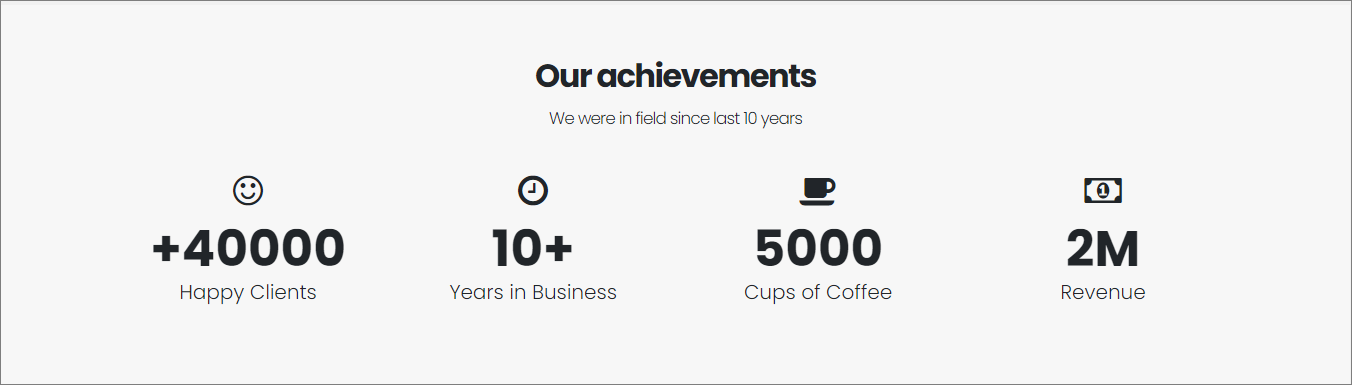 Our achievements
We were in field since last 10 years
+40000 10+ 5000 2M
Happy Clients Years in Business Cups of Coffee Revenue